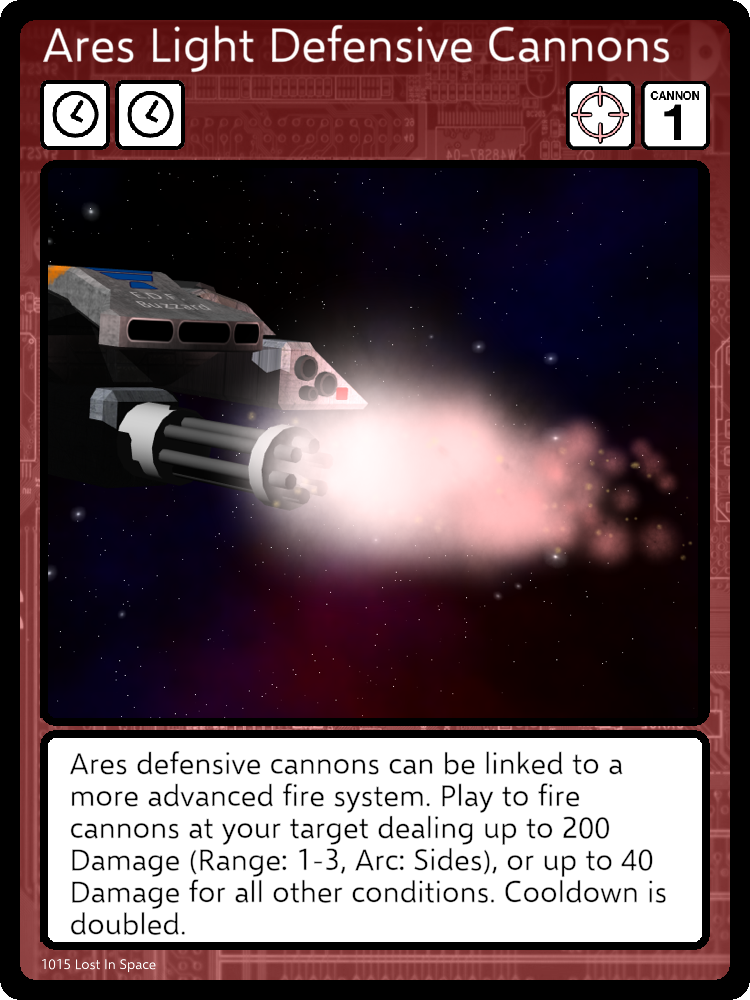 Ares Light Defensive Cannons
CANNON
1
E.D.F.
Buzzard
Ares defensive cannons can be linked to a
more advanced fire system. Play to fire
cannons at your target dealing up to 200
Damage (Range: 1-3, Arc: Sides), or up to 40
Damage for all other conditions. Cooldown is
doubled.
1015 Lost In Space